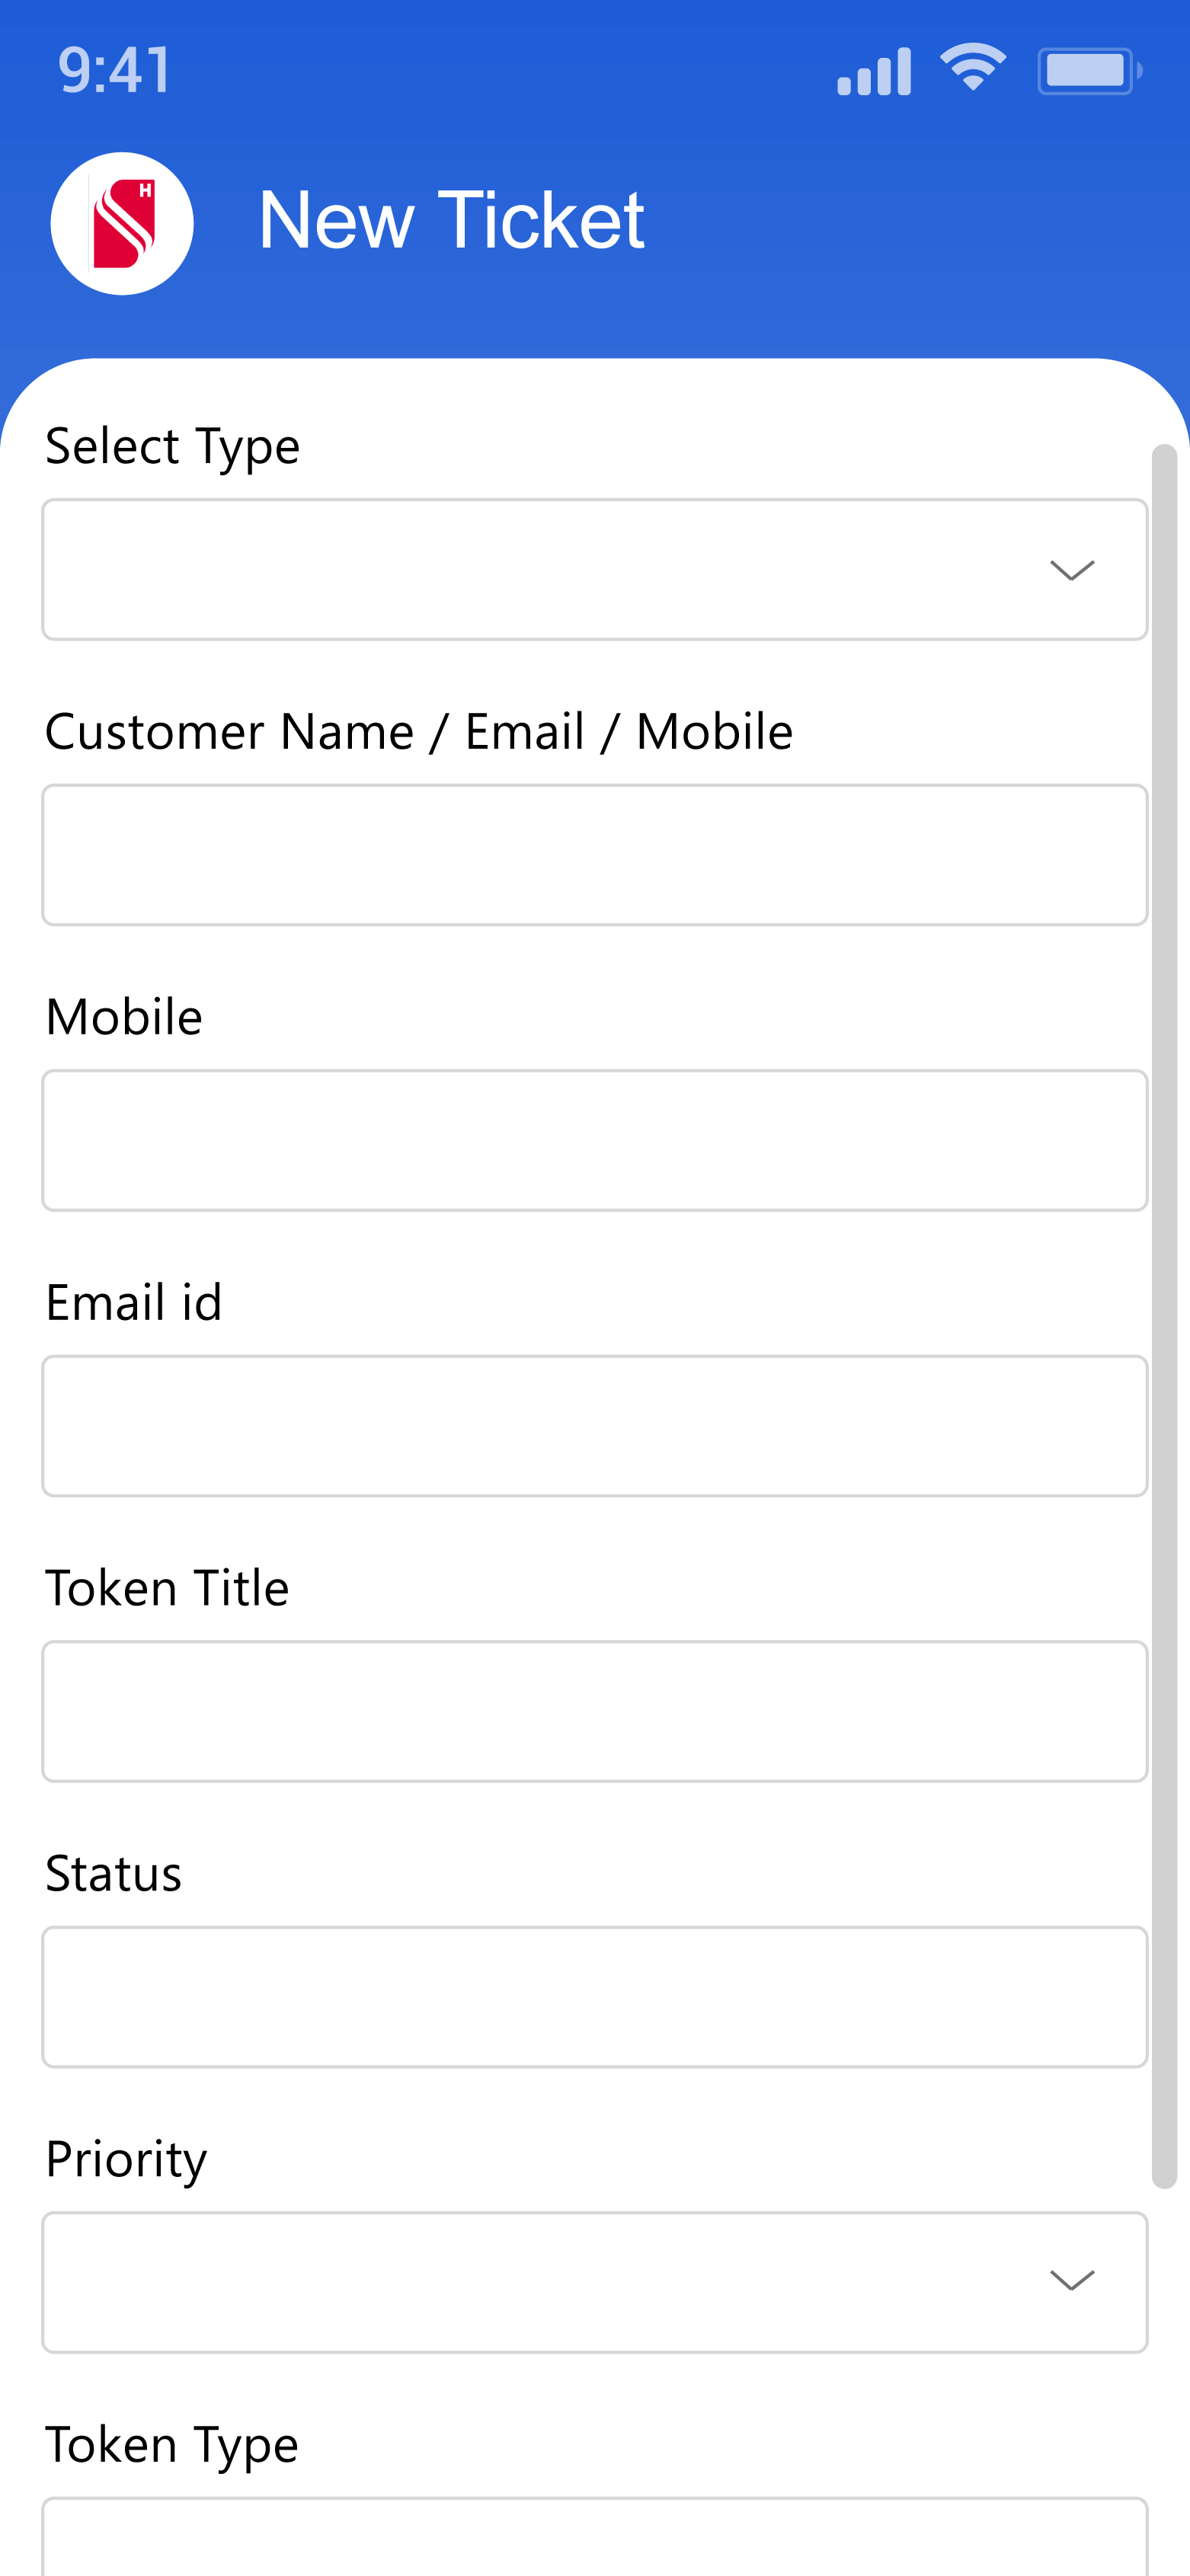 9:41
H
New Ticket
Select Type
Customer Name / Email / Mobile
Mobile
Email id
Token Title
Status
Priority
Token Type